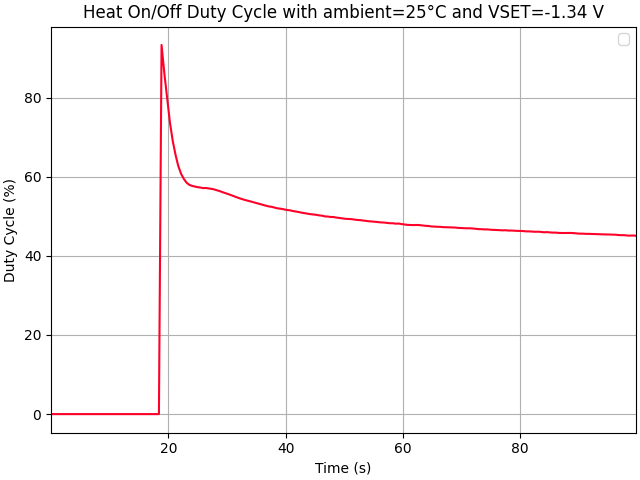 Heat On/Off Duty Cycle with ambient=25°C and VSET=-1.34 V
Duty Cycle (%)
80
60
40
20
0
20 40 60 80
Time (s)